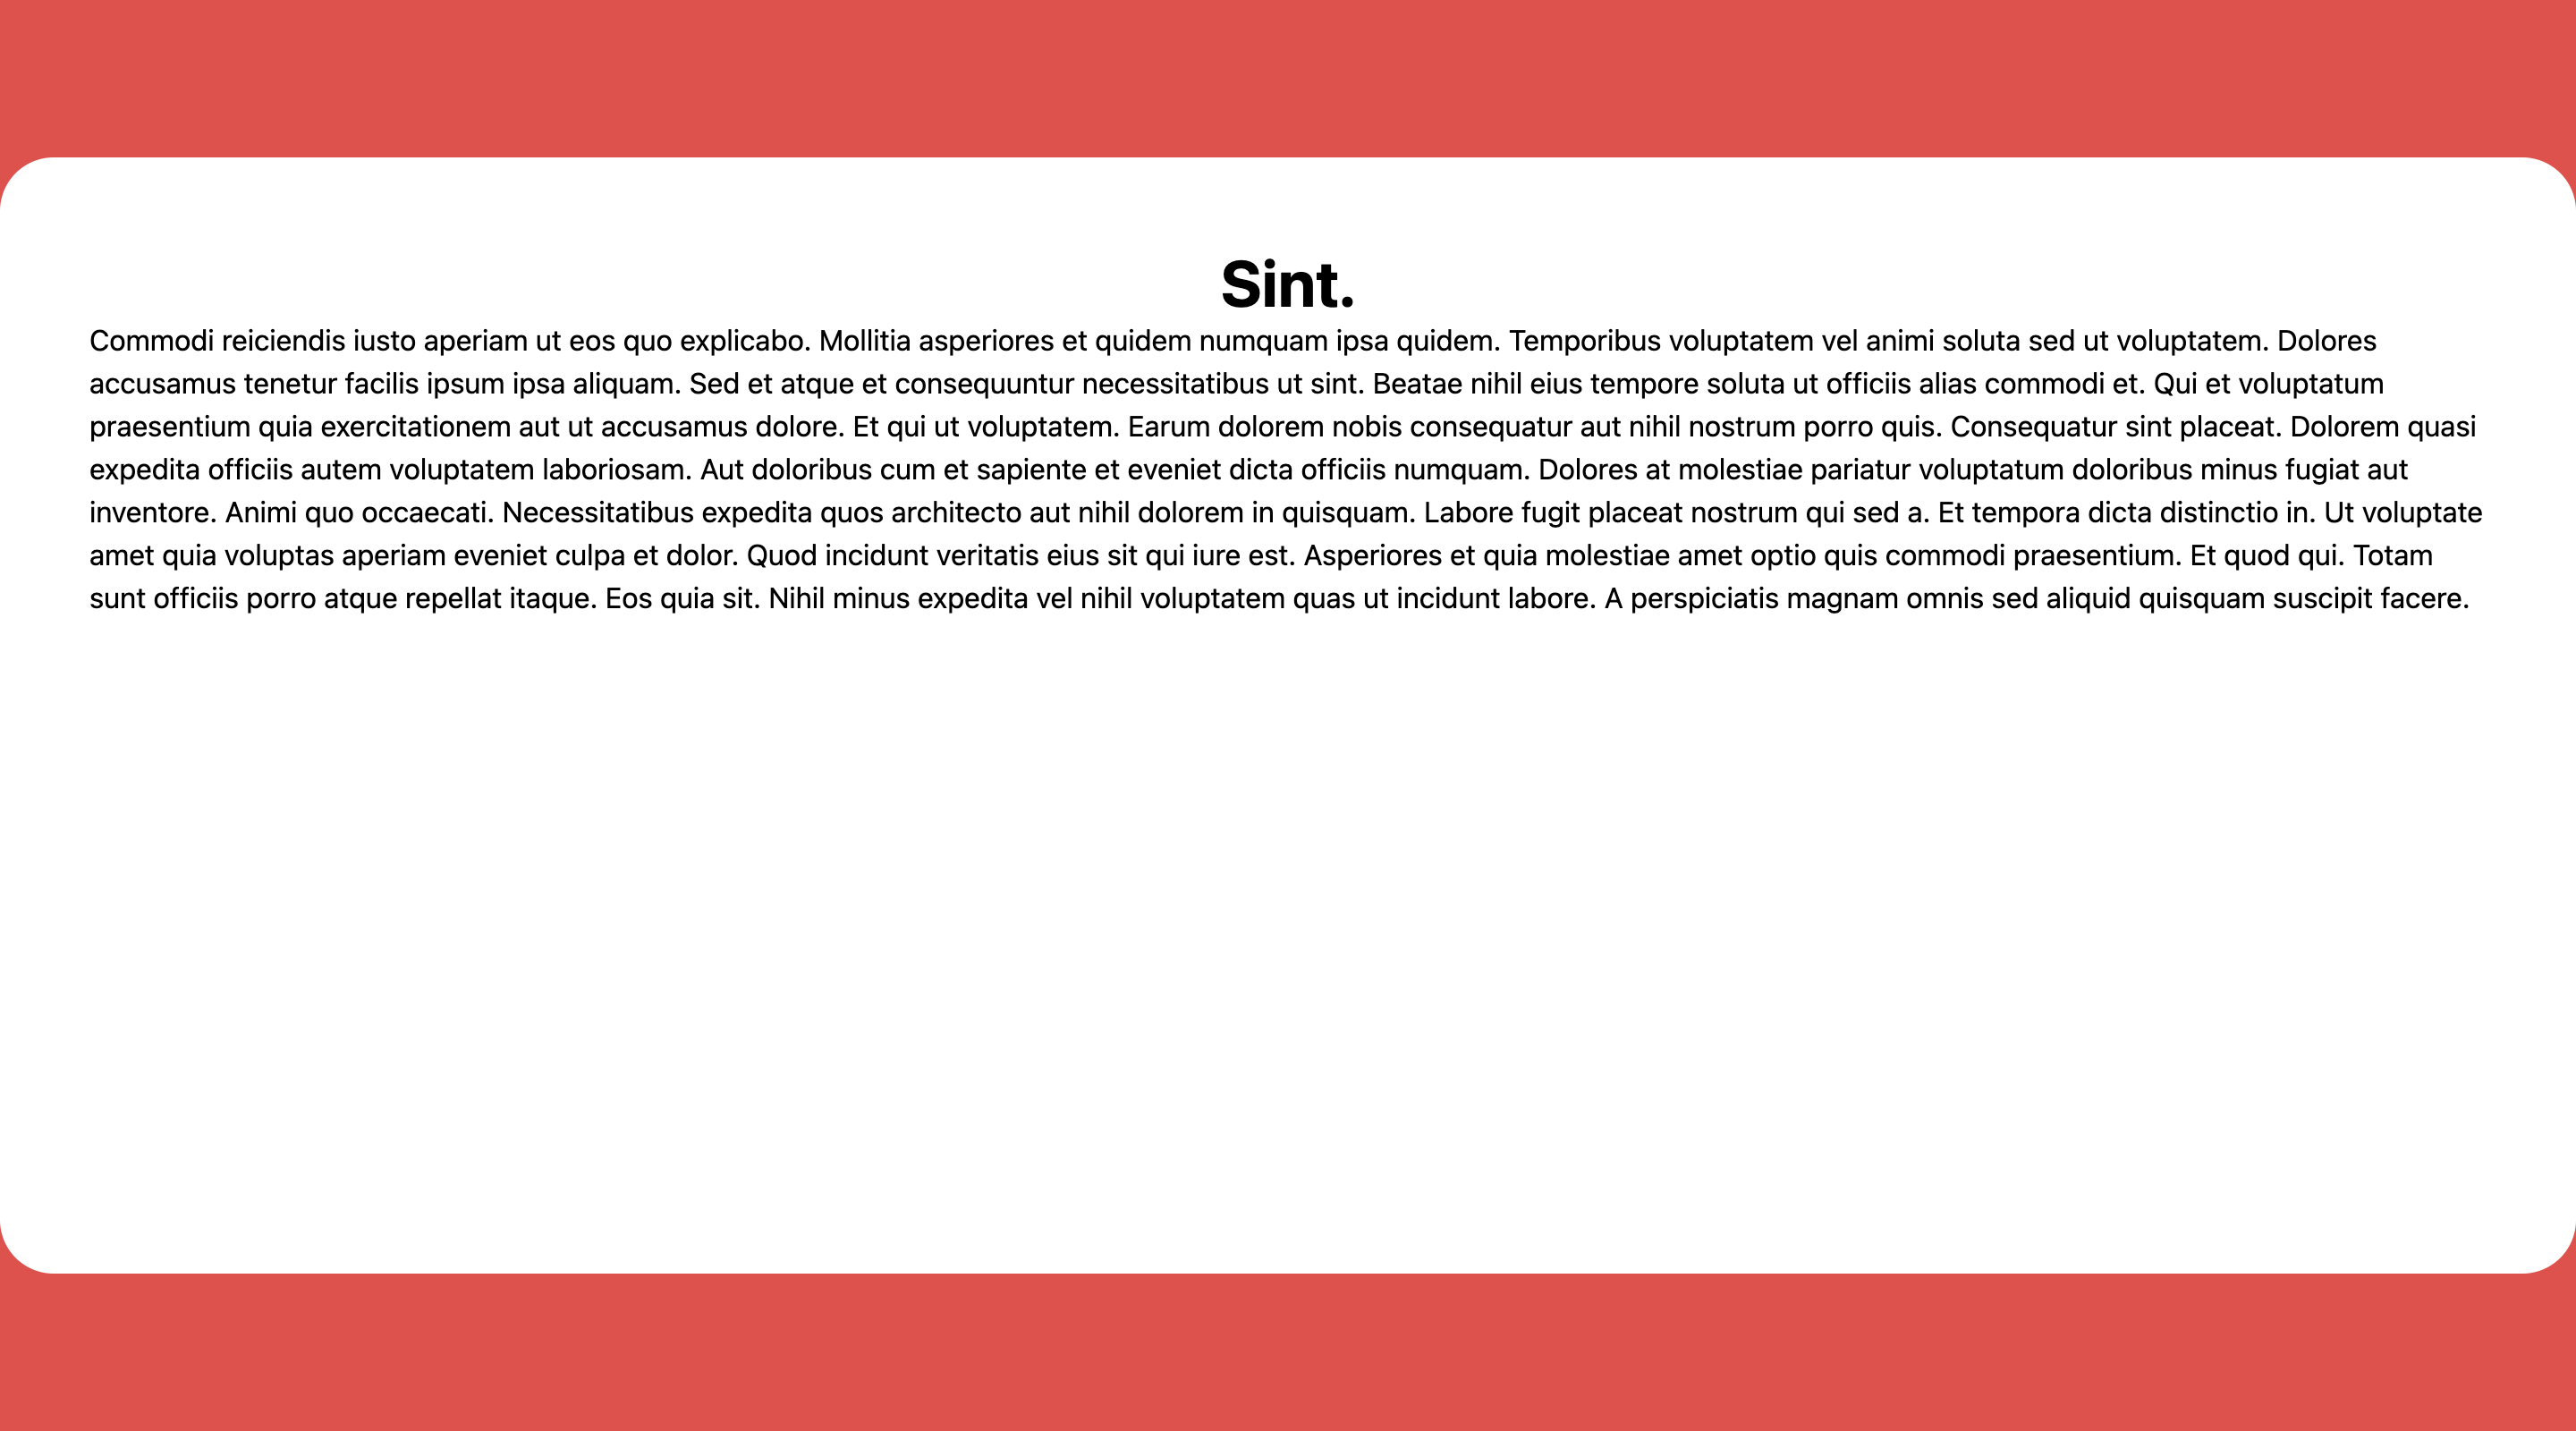 Sint.
Commodi reiciendis iusto aperiam ut eos quo explicabo. Mollitia asperiores et quidem numquam ipsa quidem. Temporibus voluptatem vel animi soluta sed ut voluptatem. Dolores
accusamus tenetur facilis ipsum ipsa aliquam. Sed et atque et consequuntur necessitatibus ut sint. Beatae nihil eius tempore soluta ut officiis alias commodi et. Qui et voluptatum
praesentium quia exercitationem aut ut accusamus dolore. Et qui ut voluptatem. Earum dolorem nobis consequatur aut nihil nostrum porro quis. Consequatur sint placeat. Dolorem quasi
expedita officiis autem voluptatem laboriosam. Aut doloribus cum et sapiente et eveniet dicta officiis numquam. Dolores at molestiae pariatur voluptatum doloribus minus fugiat aut
inventore. Animi quo occaecati. Necessitatibus expedita quos architecto aut nihil dolorem in quisquam. Labore fugit placeat nostrum qui sed a. Et tempora dicta distinctio in. Ut voluptate
amet quia voluptas aperiam eveniet culpa et dolor. Quod incidunt veritatis eius sit qui iure est. Asperiores et quia molestiae amet optio quis commodi praesentium. Et quod qui. Totam
sunt officiis porro atque repellat itaque. Eos quia sit. Nihil minus expedita vel nihil voluptatem quas ut incidunt labore. A perspiciatis magnam omnis sed aliquid quisquam suscipit facere.